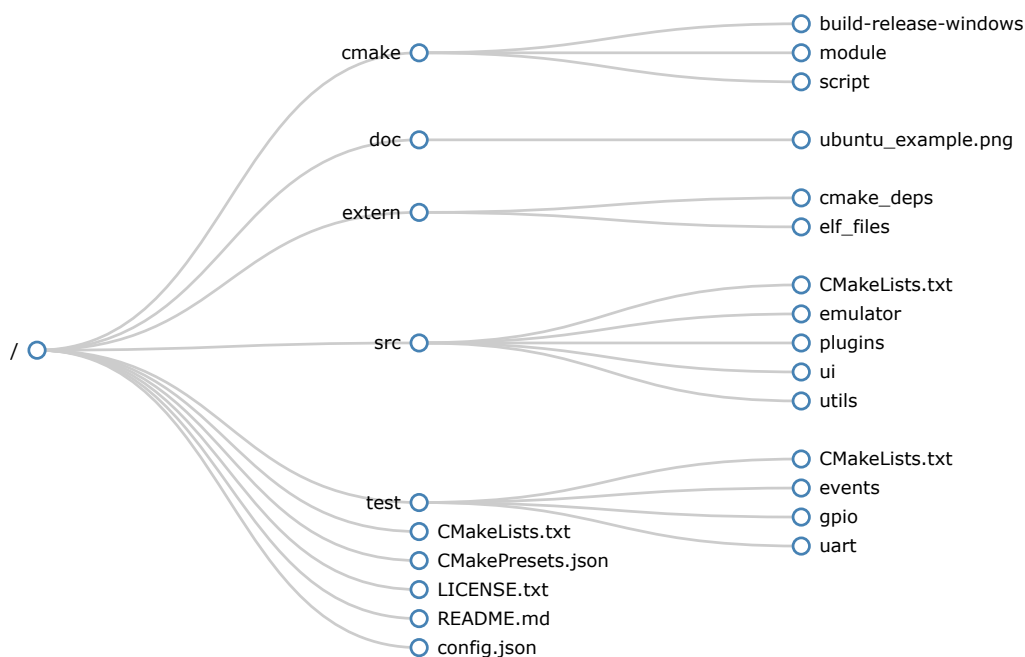 build-release-windows
cmake
module
script
doc
ubuntu_example.png
cmake_deps
extern
elf_files
CMakeLists.txt
emulator
/
src
plugins
ui
utils
CMakeLists.txt
events
test
gpio
CMakeLists.txt
uart
CMakePresets.json
LICENSE.txt
README.md
config.json